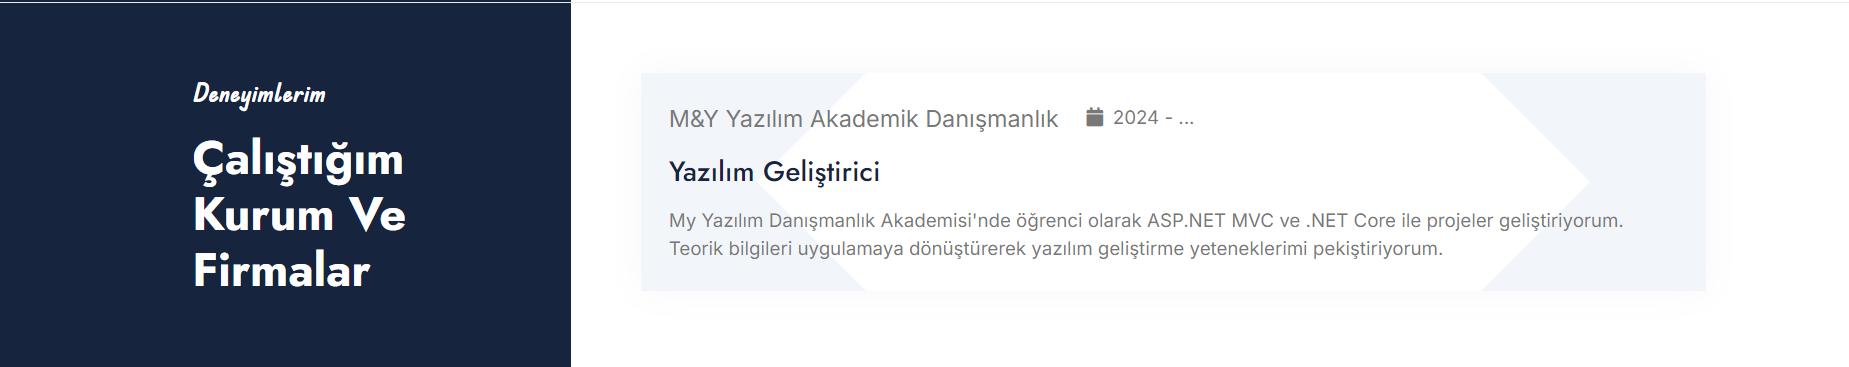 Deneyimlerim
Çalıştığım
Kurum Ve
Firmalar
M&Y Yazılım Akademik Danışmanlık 2024 - ...
Yazılım Geliştirici
My Yazılım Danışmanlık Akademisi'nde öğrenci olarak ASP.NET MVC ve .NET Core ile projeler geliştiriyorum.
Teorik bilgileri uygulamaya dönüştürerek yazılım geliştirme yeteneklerimi pekiştiriyorum.